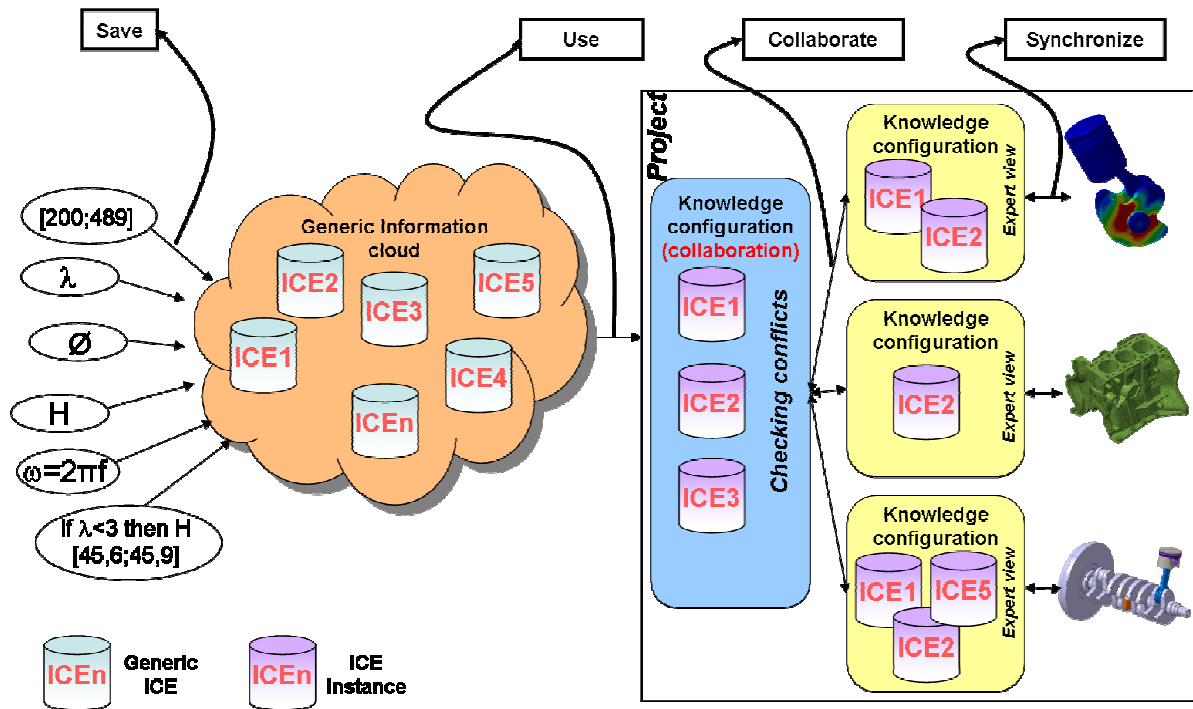 Save
Use
Collaborate
Synchronize
[200;489]
λ
Ø
H
ω=2πf
If λ<3 then H
[45,6;45,9]
Generic Information
cloud
ICE2
ICE3
ICE5
ICE1
ICE4
ICEn
Project
Knowledge
configuration
(collaboration)
ICE1
ICE2
ICE3
Checking conflicts
Knowledge
configuration
ICE1
ICE2
Expert view
Knowledge
configuration
ICE2
Expert view
Knowledge
configuration
ICE1
ICE5
ICE2
Expert view
ICEn
Generic
ICE
ICEn
ICE
Instance